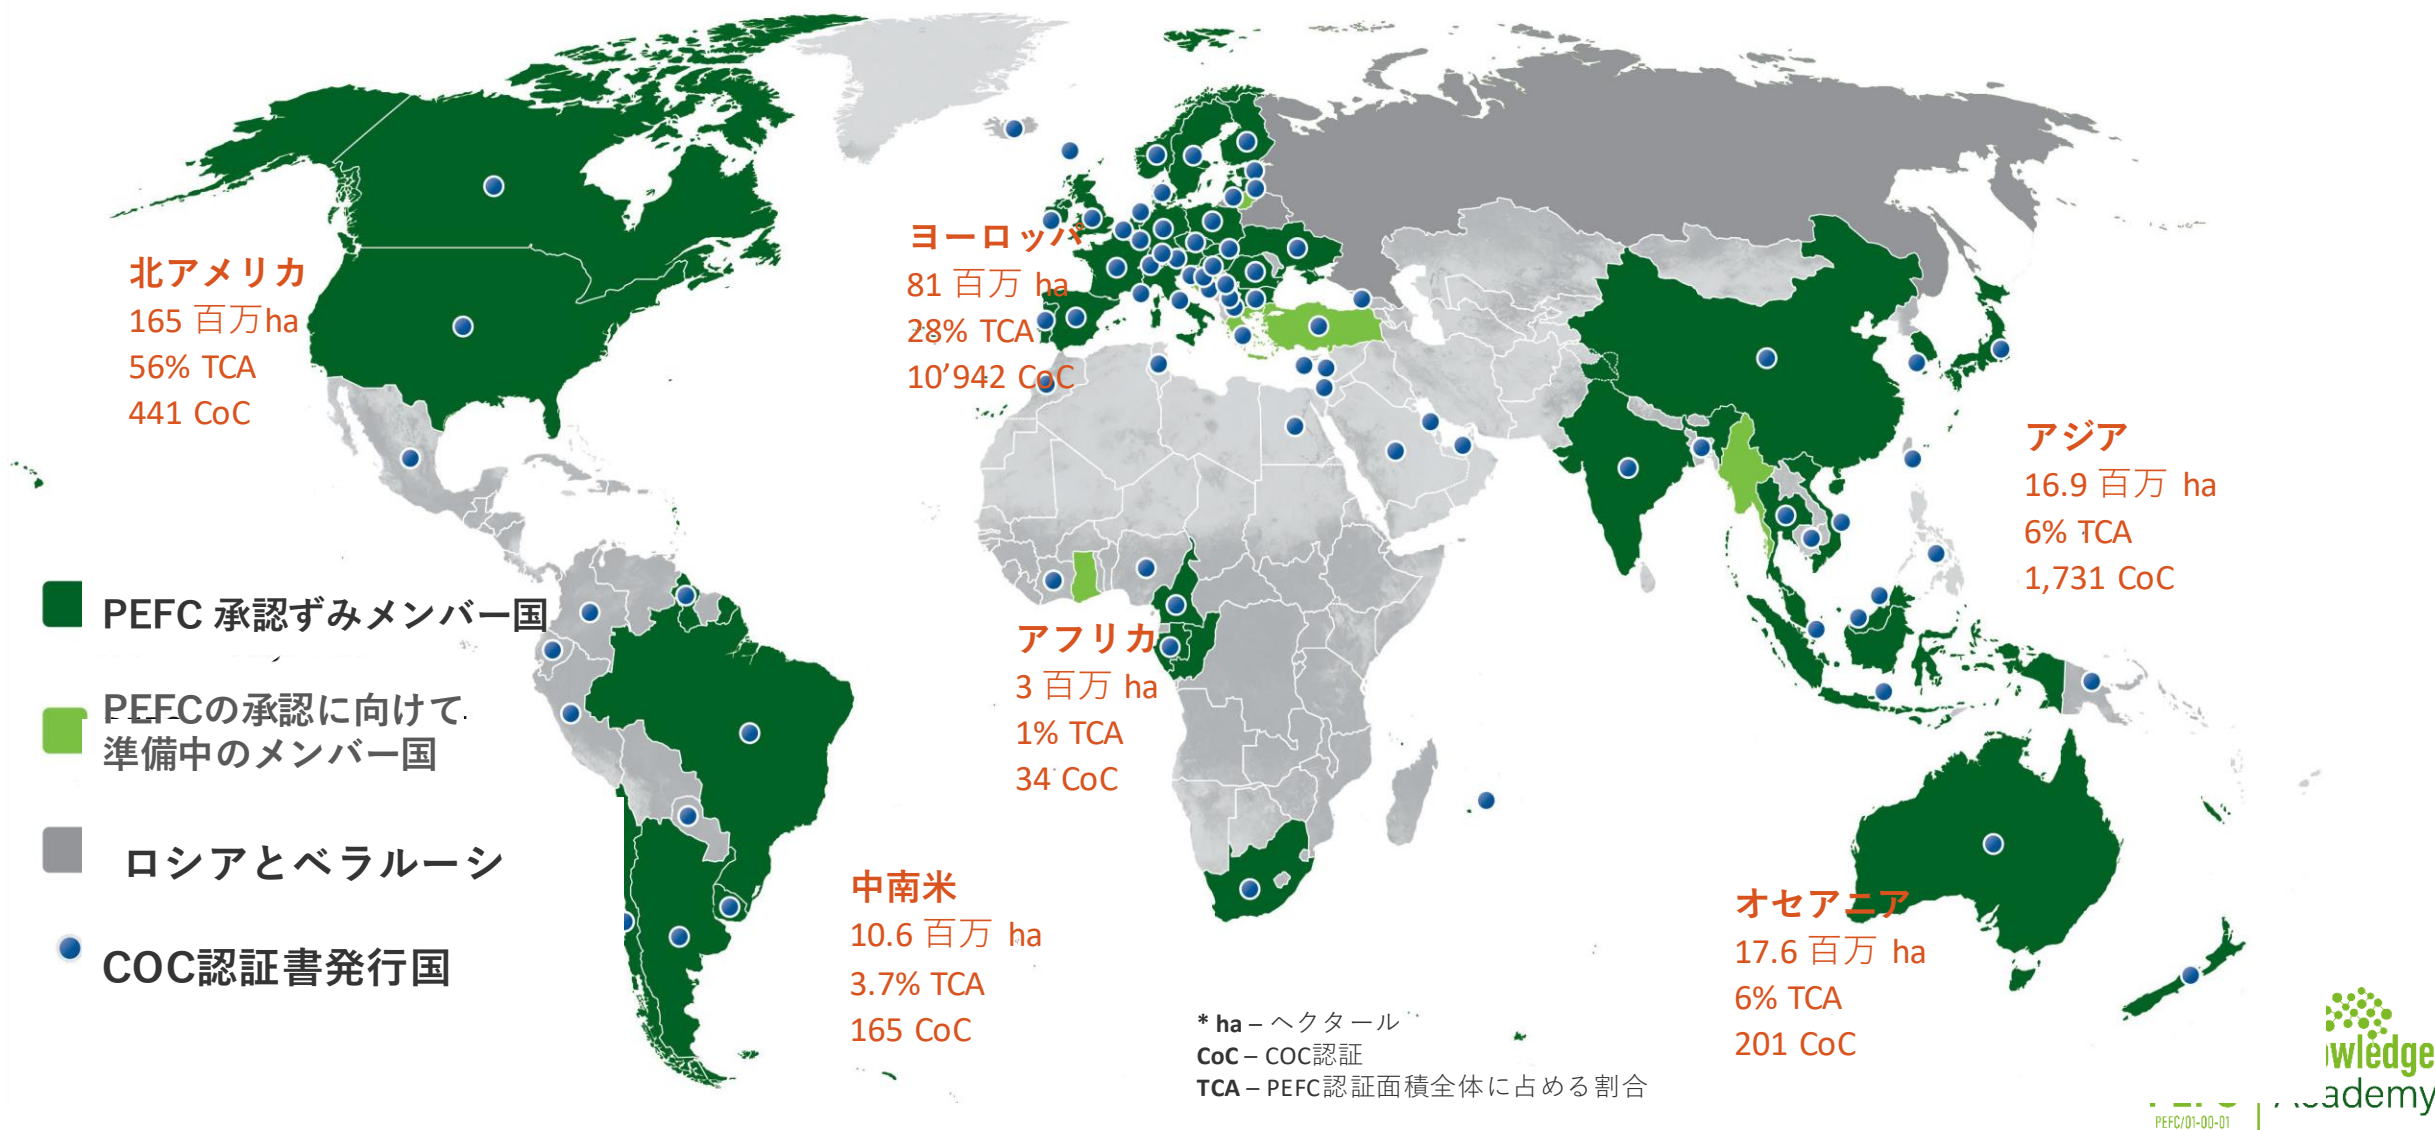 北アメリカ
165 百万ha
56% TCA
441 CoC
ヨーロッパ
81 百万 ha
28% TCA
10’942 CoC
アジア
16.9 百万 ha
6% TCA
1,731 CoC
アフリカ
3 百万 ha
1% TCA
34 CoC
中南米
10.6 百万 ha
3.7% TCA
165 CoC
オセアニア
17.6 百万 ha
6% TCA
201 CoC
PEFC 承認ずみメンバー国
PEFCの承認に向けて
準備中のメンバー国
ロシアとベラルーシ
COC認証書発行国
* ha – ヘクタール
CoC – COC認証
TCA – PEFC認証面積全体に占める割合
wledge
ademy
PEFC/01-00-01